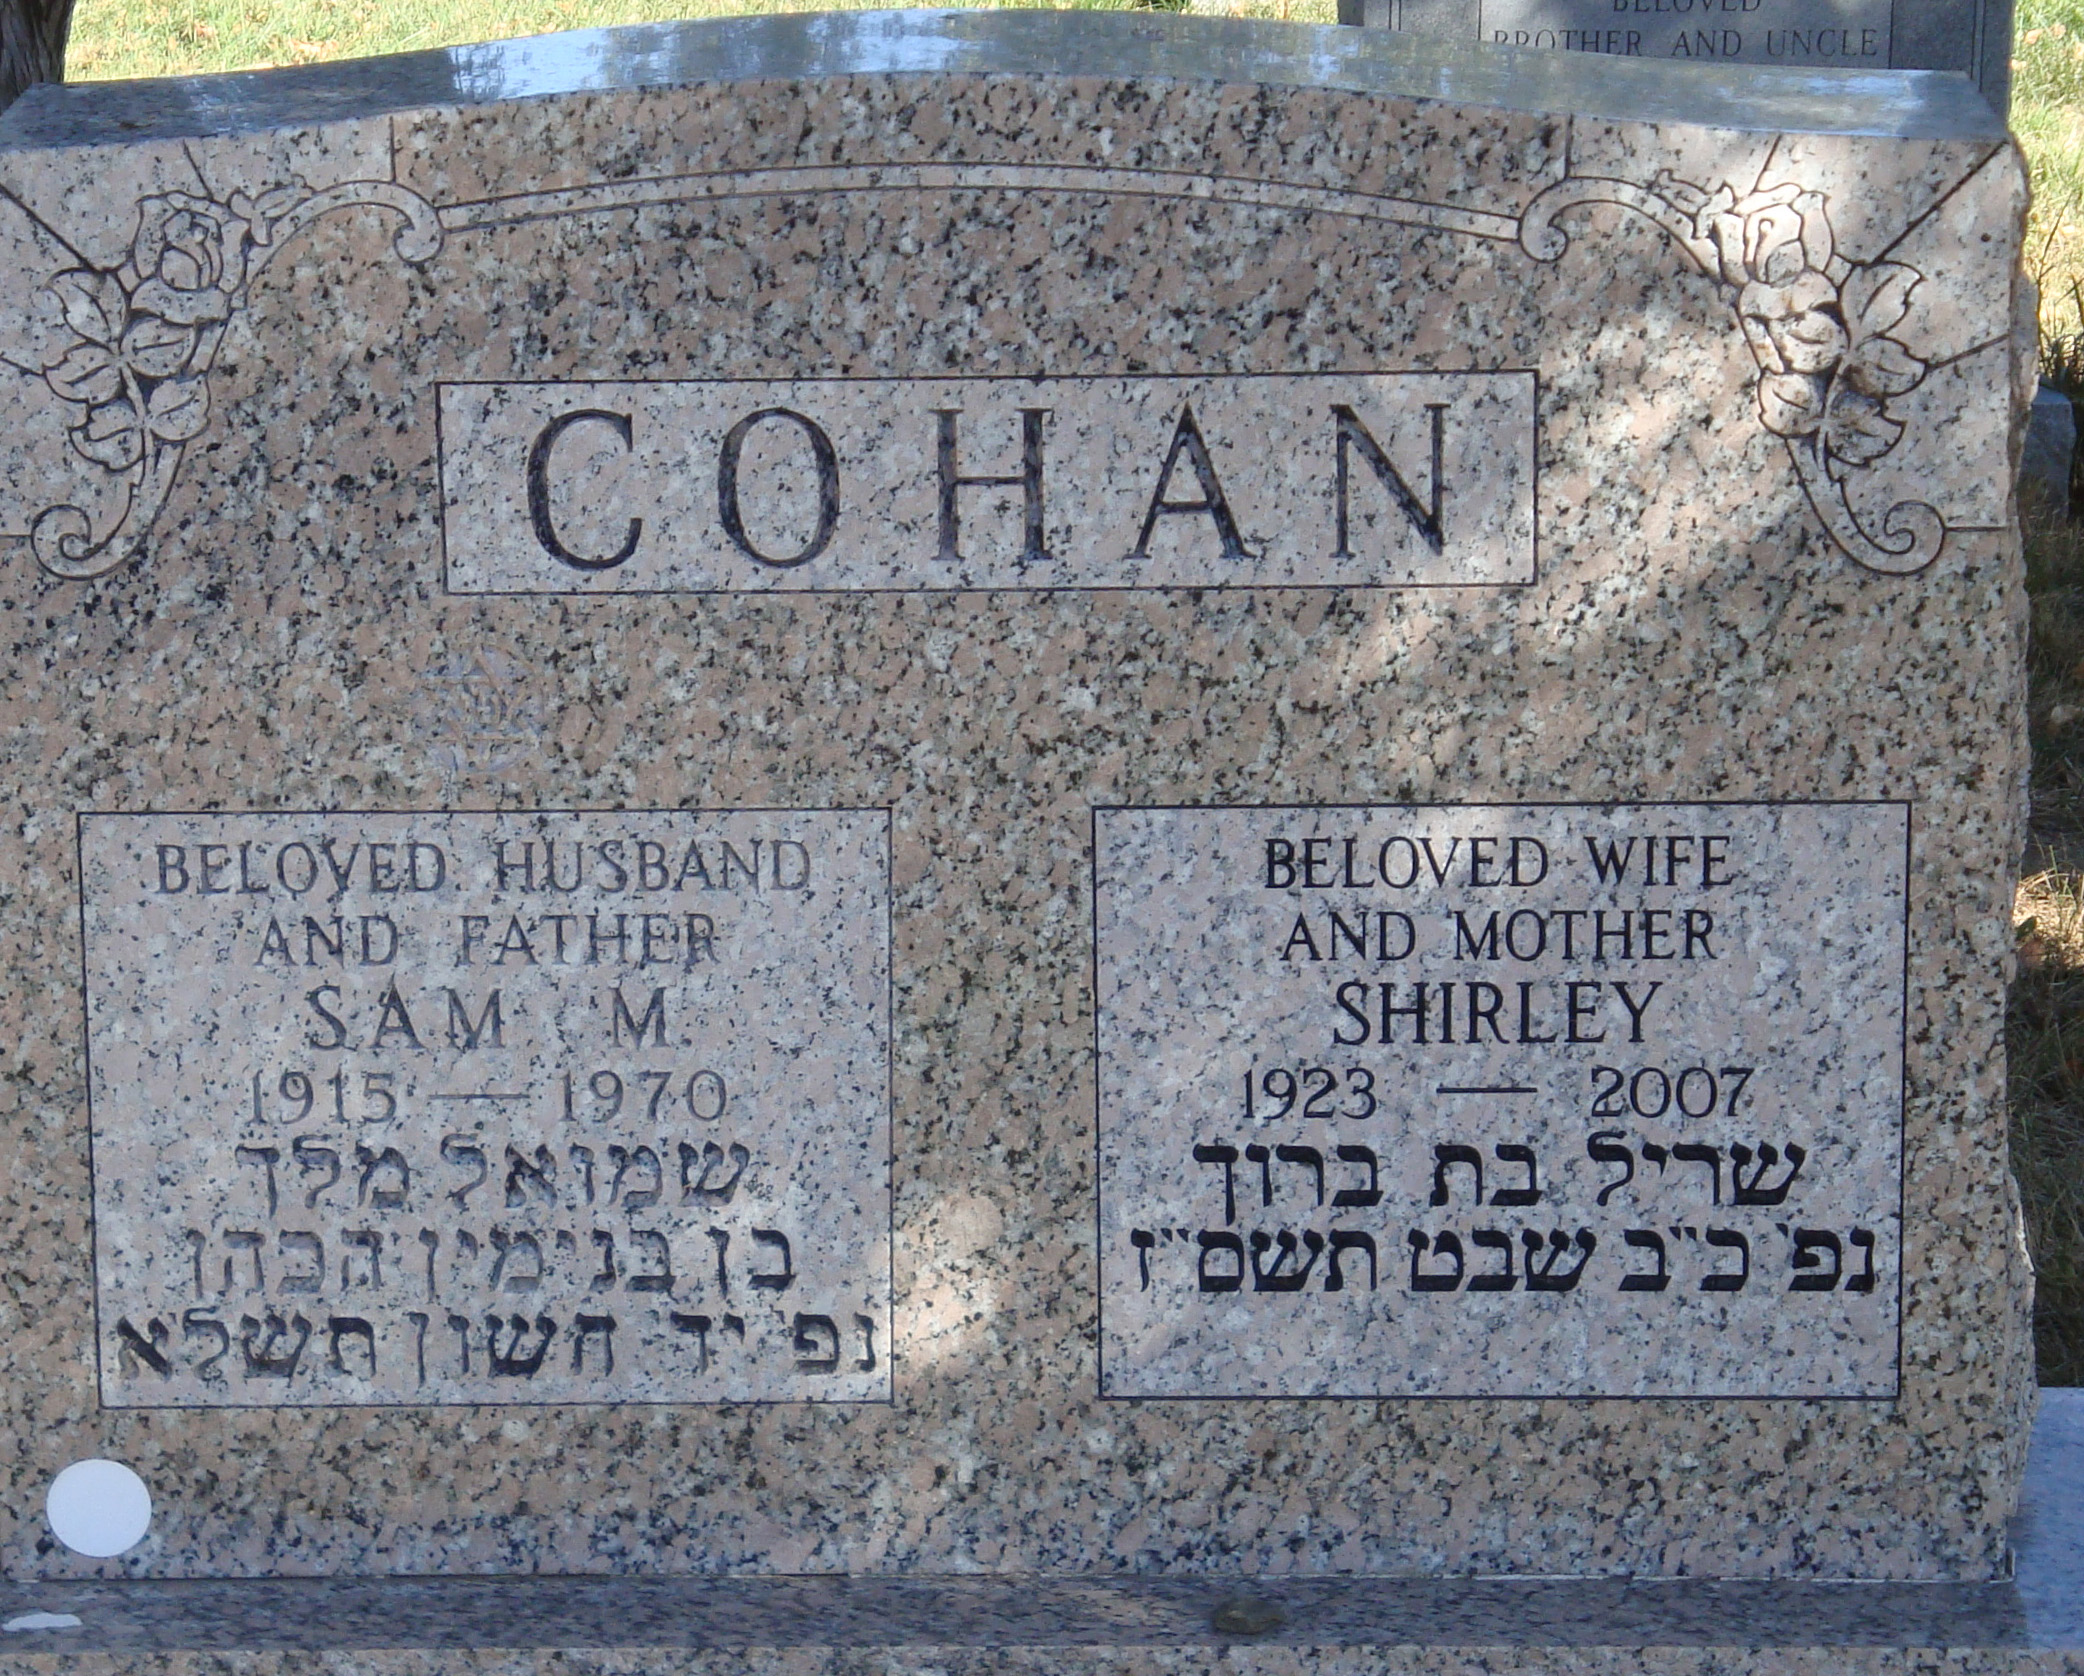 BELOVED
BROTHER AND UNCLE
COHAN
BELOVED HUSBAND
AND FATHER
SAM M.
1915 — 1970
שמואל מלך
בן בנימין הכהן
נפ' יד חשון תשל'א
BELOVED WIFE
AND MOTHER
SHIRLEY
1923 — 2007
שריל בת ברוך
נפ' כ"ב שבט תשס"ז